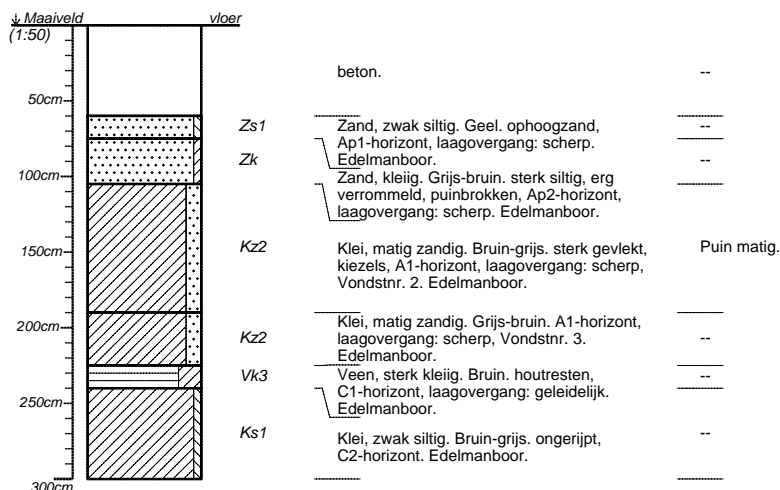 Maaiveld vloer
(1:50)
beton. --
50cm
Zs1 Zand, zwak siltig. Geel. ophoogzand, --
Ap1-horizont, laagovergang: scherp.
Zk Edelmanboor. --
100cm
Zand, kleiig. Grijs-bruin. sterk siltig, erg
verrommeld, puinbrokken, Ap2-horizont,
laagovergang: scherp. Edelmanboor.
150cm
Kz2 Klei, matig zandig. Bruin-grijs. sterk gevlekt, Puin matig.
kiezels, A1-horizont, laagovergang: scherp,
Vondstnr. 2. Edelmanboor.
200cm
Klei, matig zandig. Grijs-bruin. A1-horizont,
Kz2 laagovergang: scherp, Vondstnr. 3. --
Edelmanboor.
Vk3 Veen, sterk kleiig. Bruin. houtresten, --
C1-horizont, laagovergang: geleidelijk.
250cm
Edelmanboor.
Ks1 Klei, zwak siltig. Bruin-grijs. ongerijpt, --
C2-horizont. Edelmanboor.
300cm